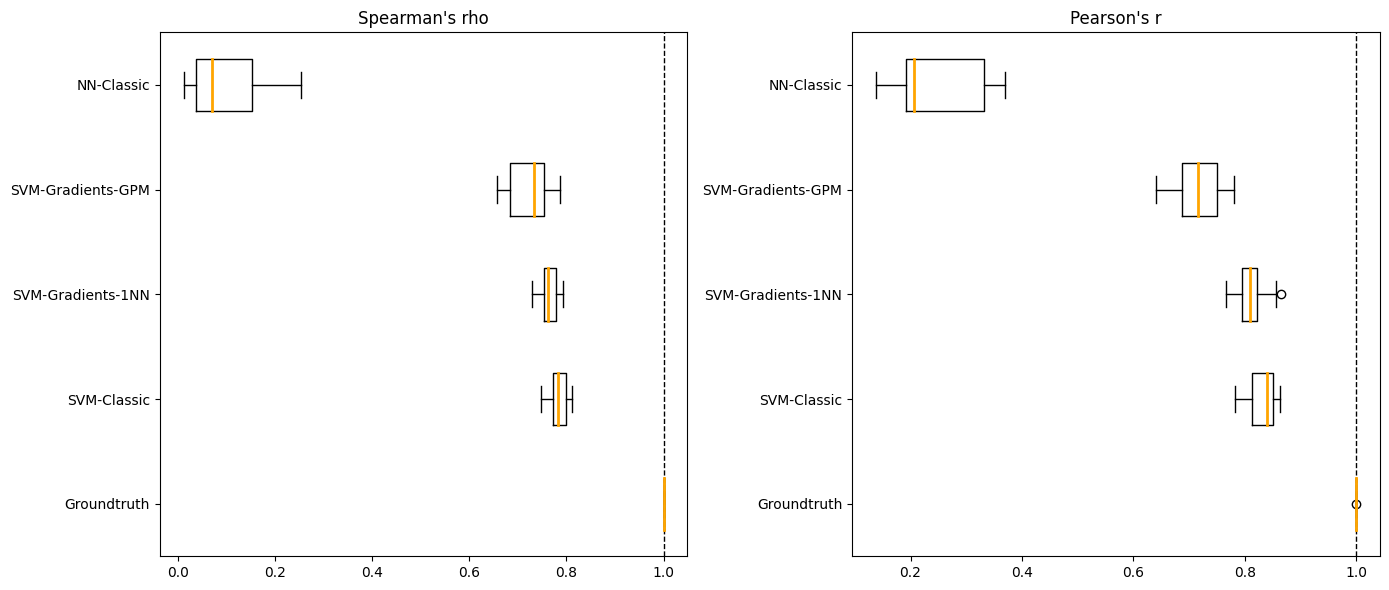 Spearman's rho
NN-Classic
SVM-Gradients-GPM
SVM-Gradients-1NN
SVM-Classic
Groundtruth
0.0 0.2 0.4 0.6 0.8 1.0
Pearson's r
NN-Classic
SVM-Gradients-GPM
SVM-Gradients-1NN
SVM-Classic
Groundtruth
0.2 0.4 0.6 0.8 1.0